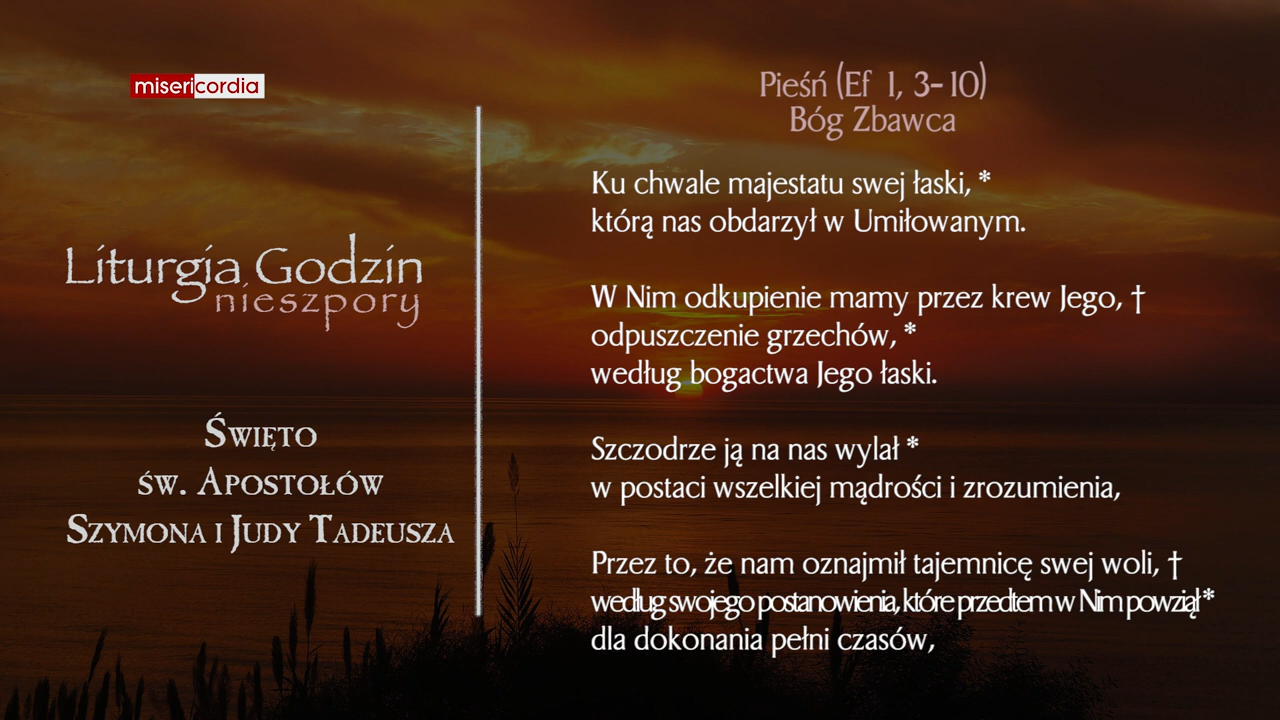 misericordia
Liturgia Godzin
nieszpory
Święto
św. Apostołów
Szymona i Judy Tadeusza
Pieśń (Ef 1, 3-10)
Bóg Zbawca
Ku chwale majestatu swej łaski, *
którą nas obdarzył w Umiłowanym.
W Nim odkupienie mamy przez krew Jego, †
odpuszczenie grzechów, *
według bogactwa Jego łaski.
Szczodrze ją na nas wylał *
w postaci wszelkiej mądrości i zrozumienia,
Przez to, że nam oznajmił tajemnicę swej woli, †
według swojego postanowienia, które przedtem w Nim powziął *
dla dokonania pełni czasów,